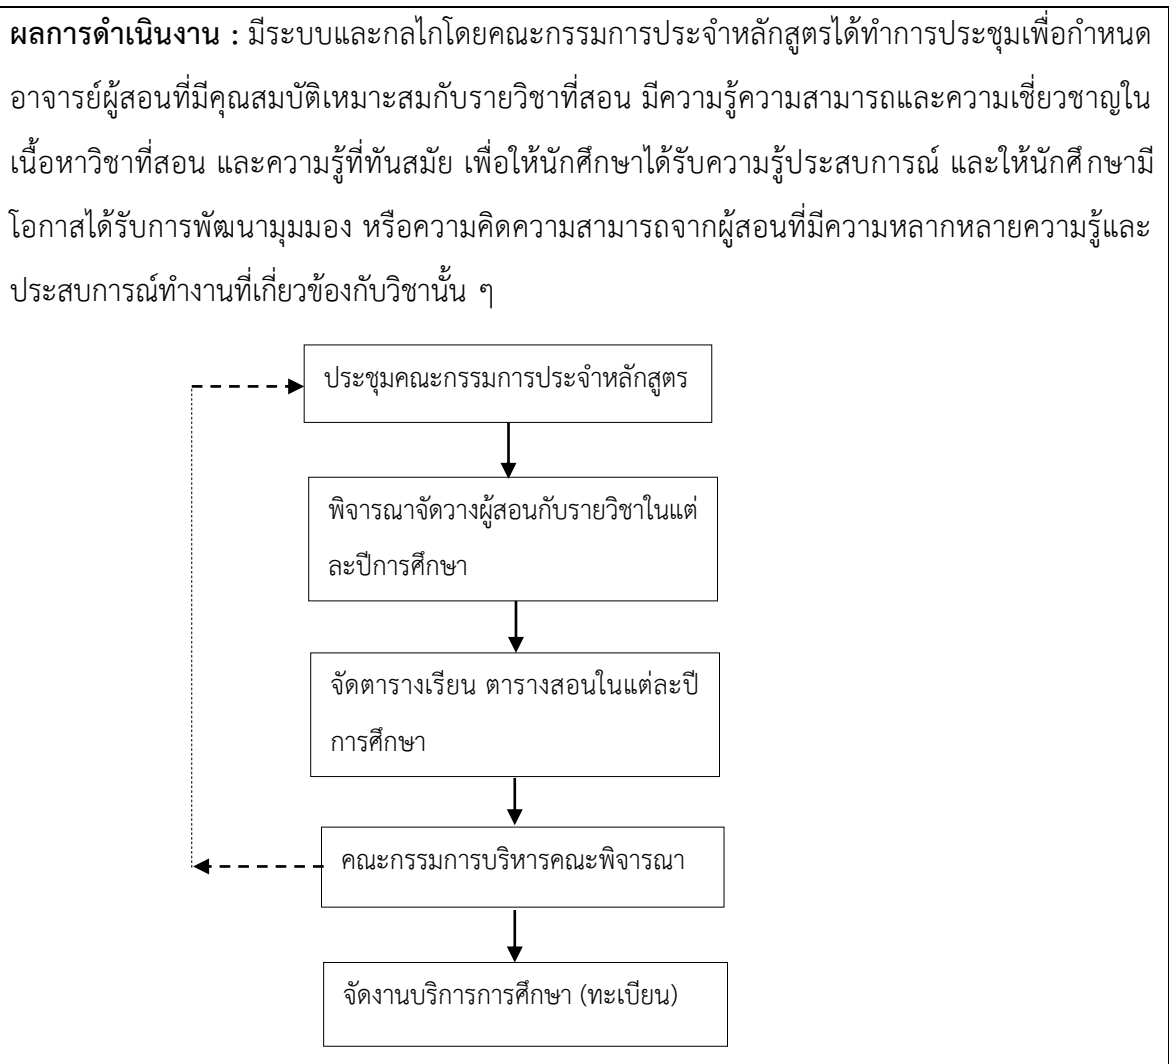 ผลการดำเนินงาน : มีระบบและกลไกโดยคณะกรรมการประจำหลักสูตรได้ทำการประชุมเพื่อกำหนด
อาจารย์ผู้สอนที่มีคุณสมบัติเหมาะสมกับรายวิชาที่สอน มีความรู้ความสามารถและความเชี่ยวชาญใน
เนื้อหาวิชาที่สอน และความรู้ที่ทันสมัย เพื่อให้นักศึกษาได้รับความรู้ประสบการณ์ และให้นักศึกษามี
โอกาสได้รับการพัฒนามุมมอง หรือความคิดความสามารถจากผู้สอนที่มีความหลากหลายความรู้และ
ประสบการณ์ทำงานที่เกี่ยวข้องกับวิชานั้น ๆ
ประชุมคณะกรรมการประจำหลักสูตร
พิจารณาจัดวางผู้สอนกับรายวิชาในแต่
ละปีการศึกษา
จัดตารางเรียน ตารางสอนในแต่ละปี
การศึกษา
คณะกรรมการบริหารคณะพิจารณา
จัดงานบริการการศึกษา (ทะเบียน)